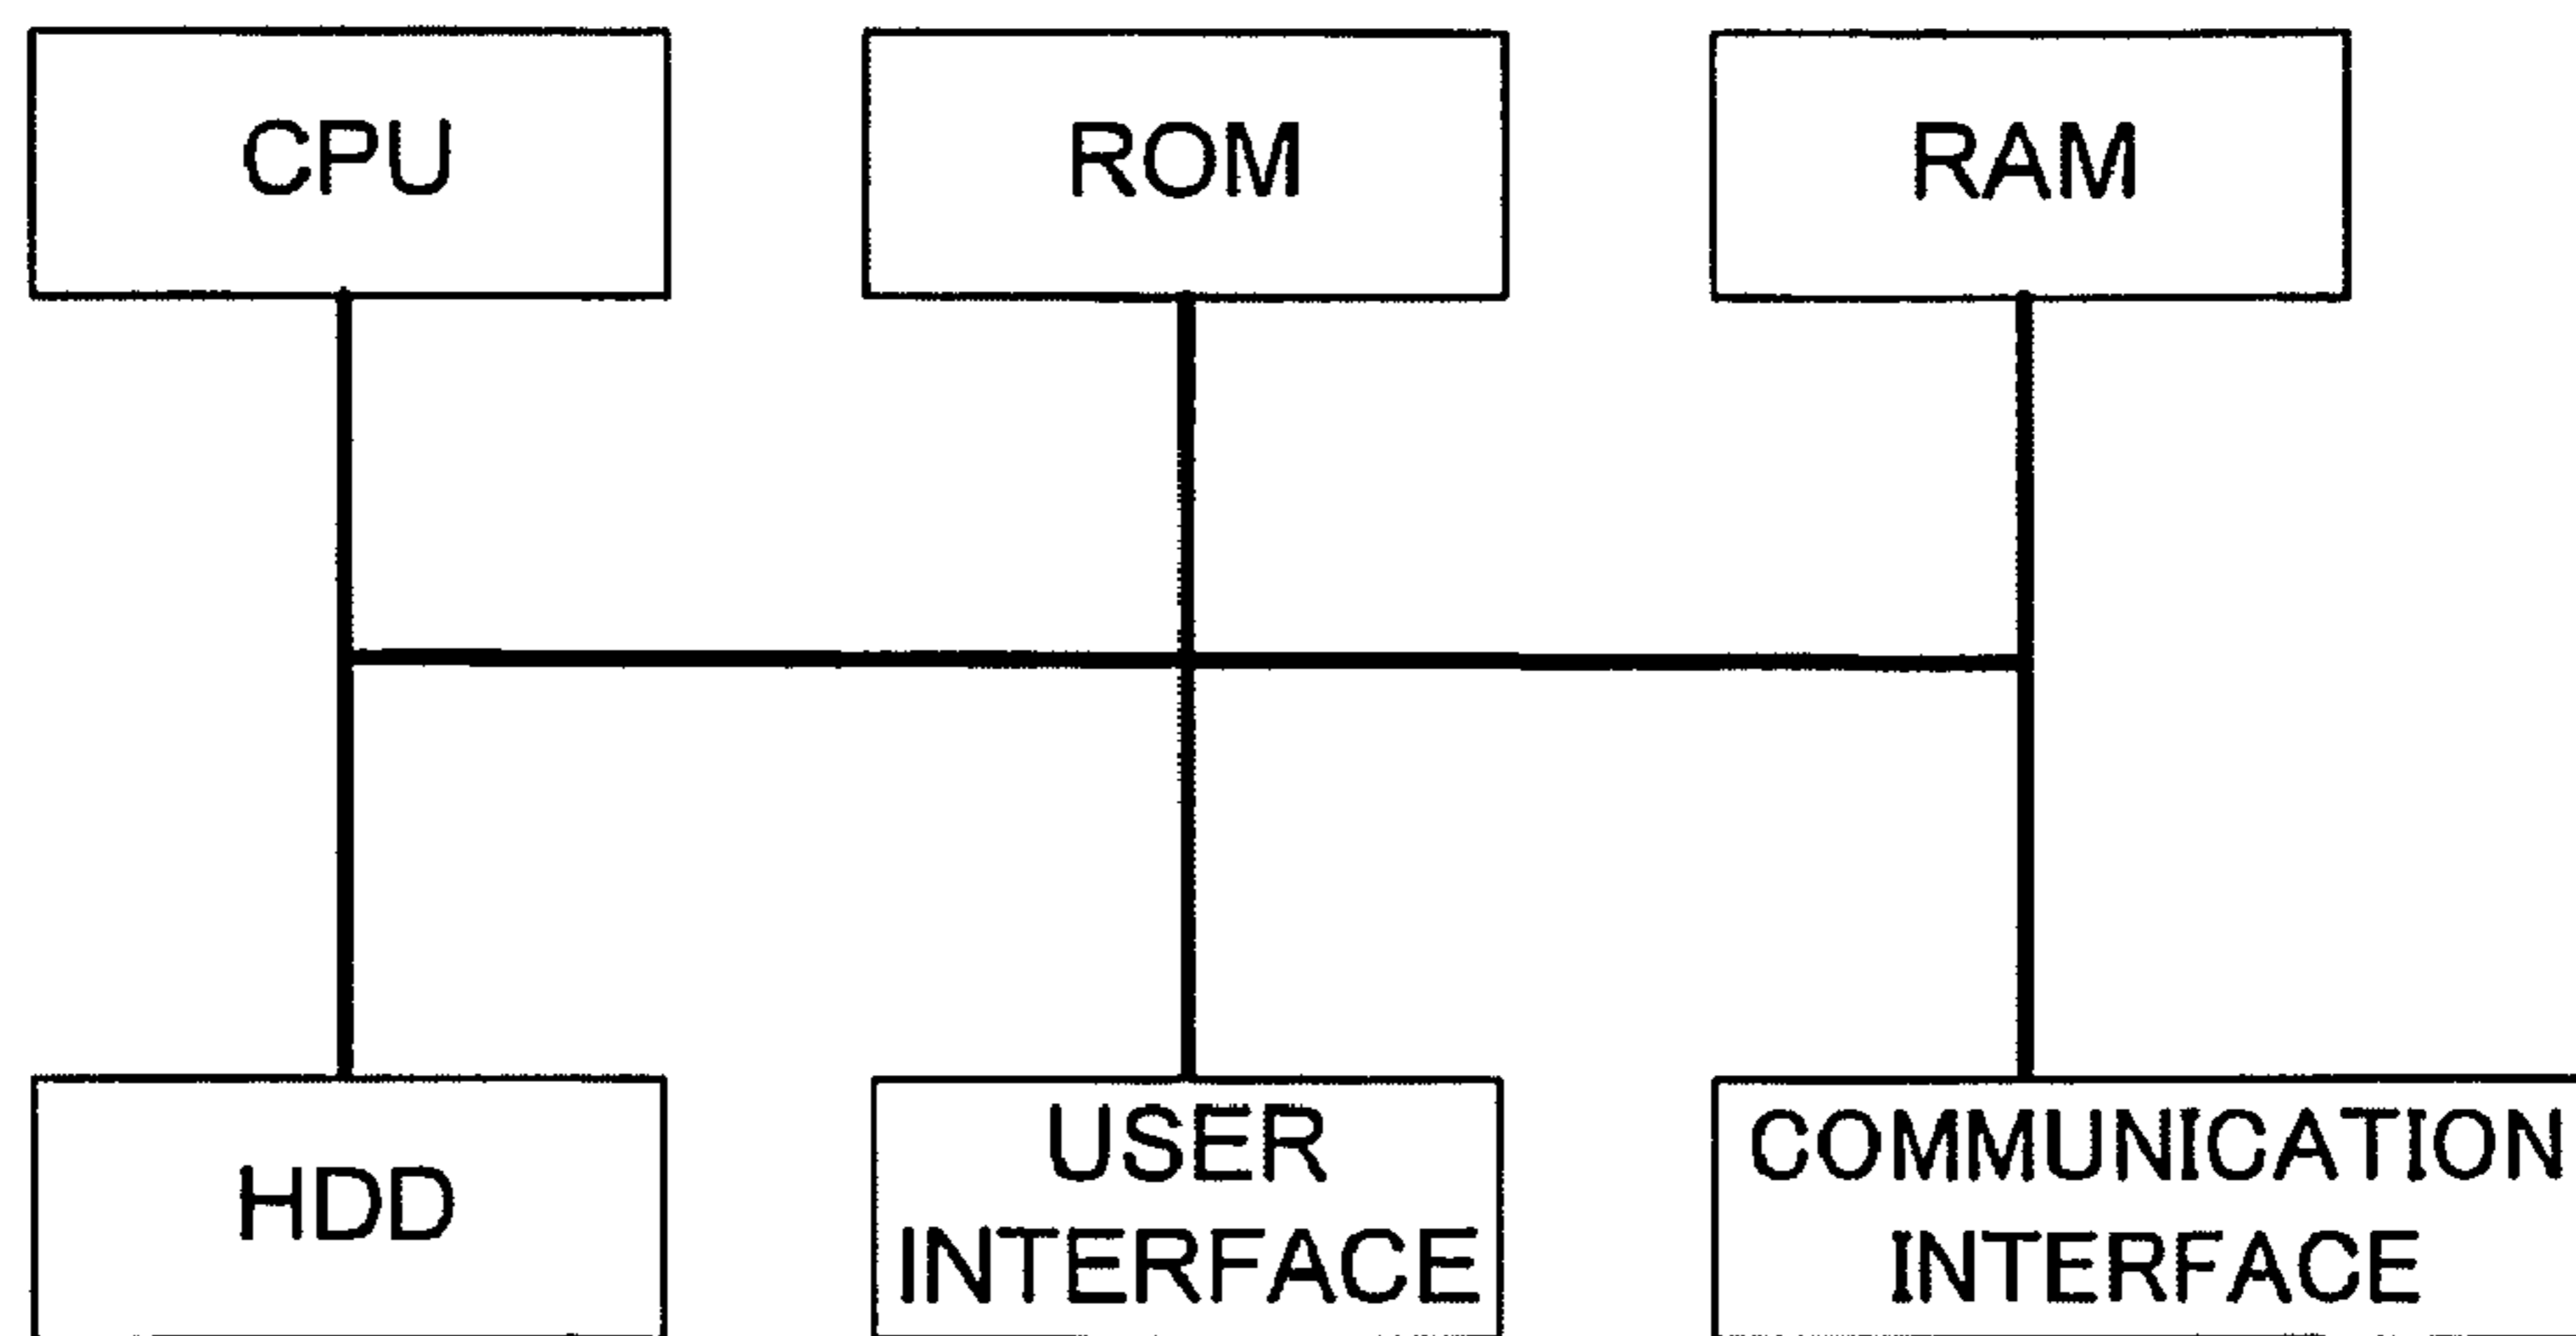 CPU
ROM
RAM
HDD
USER
INTERFACE
COMMUNICATION
INTERFACE